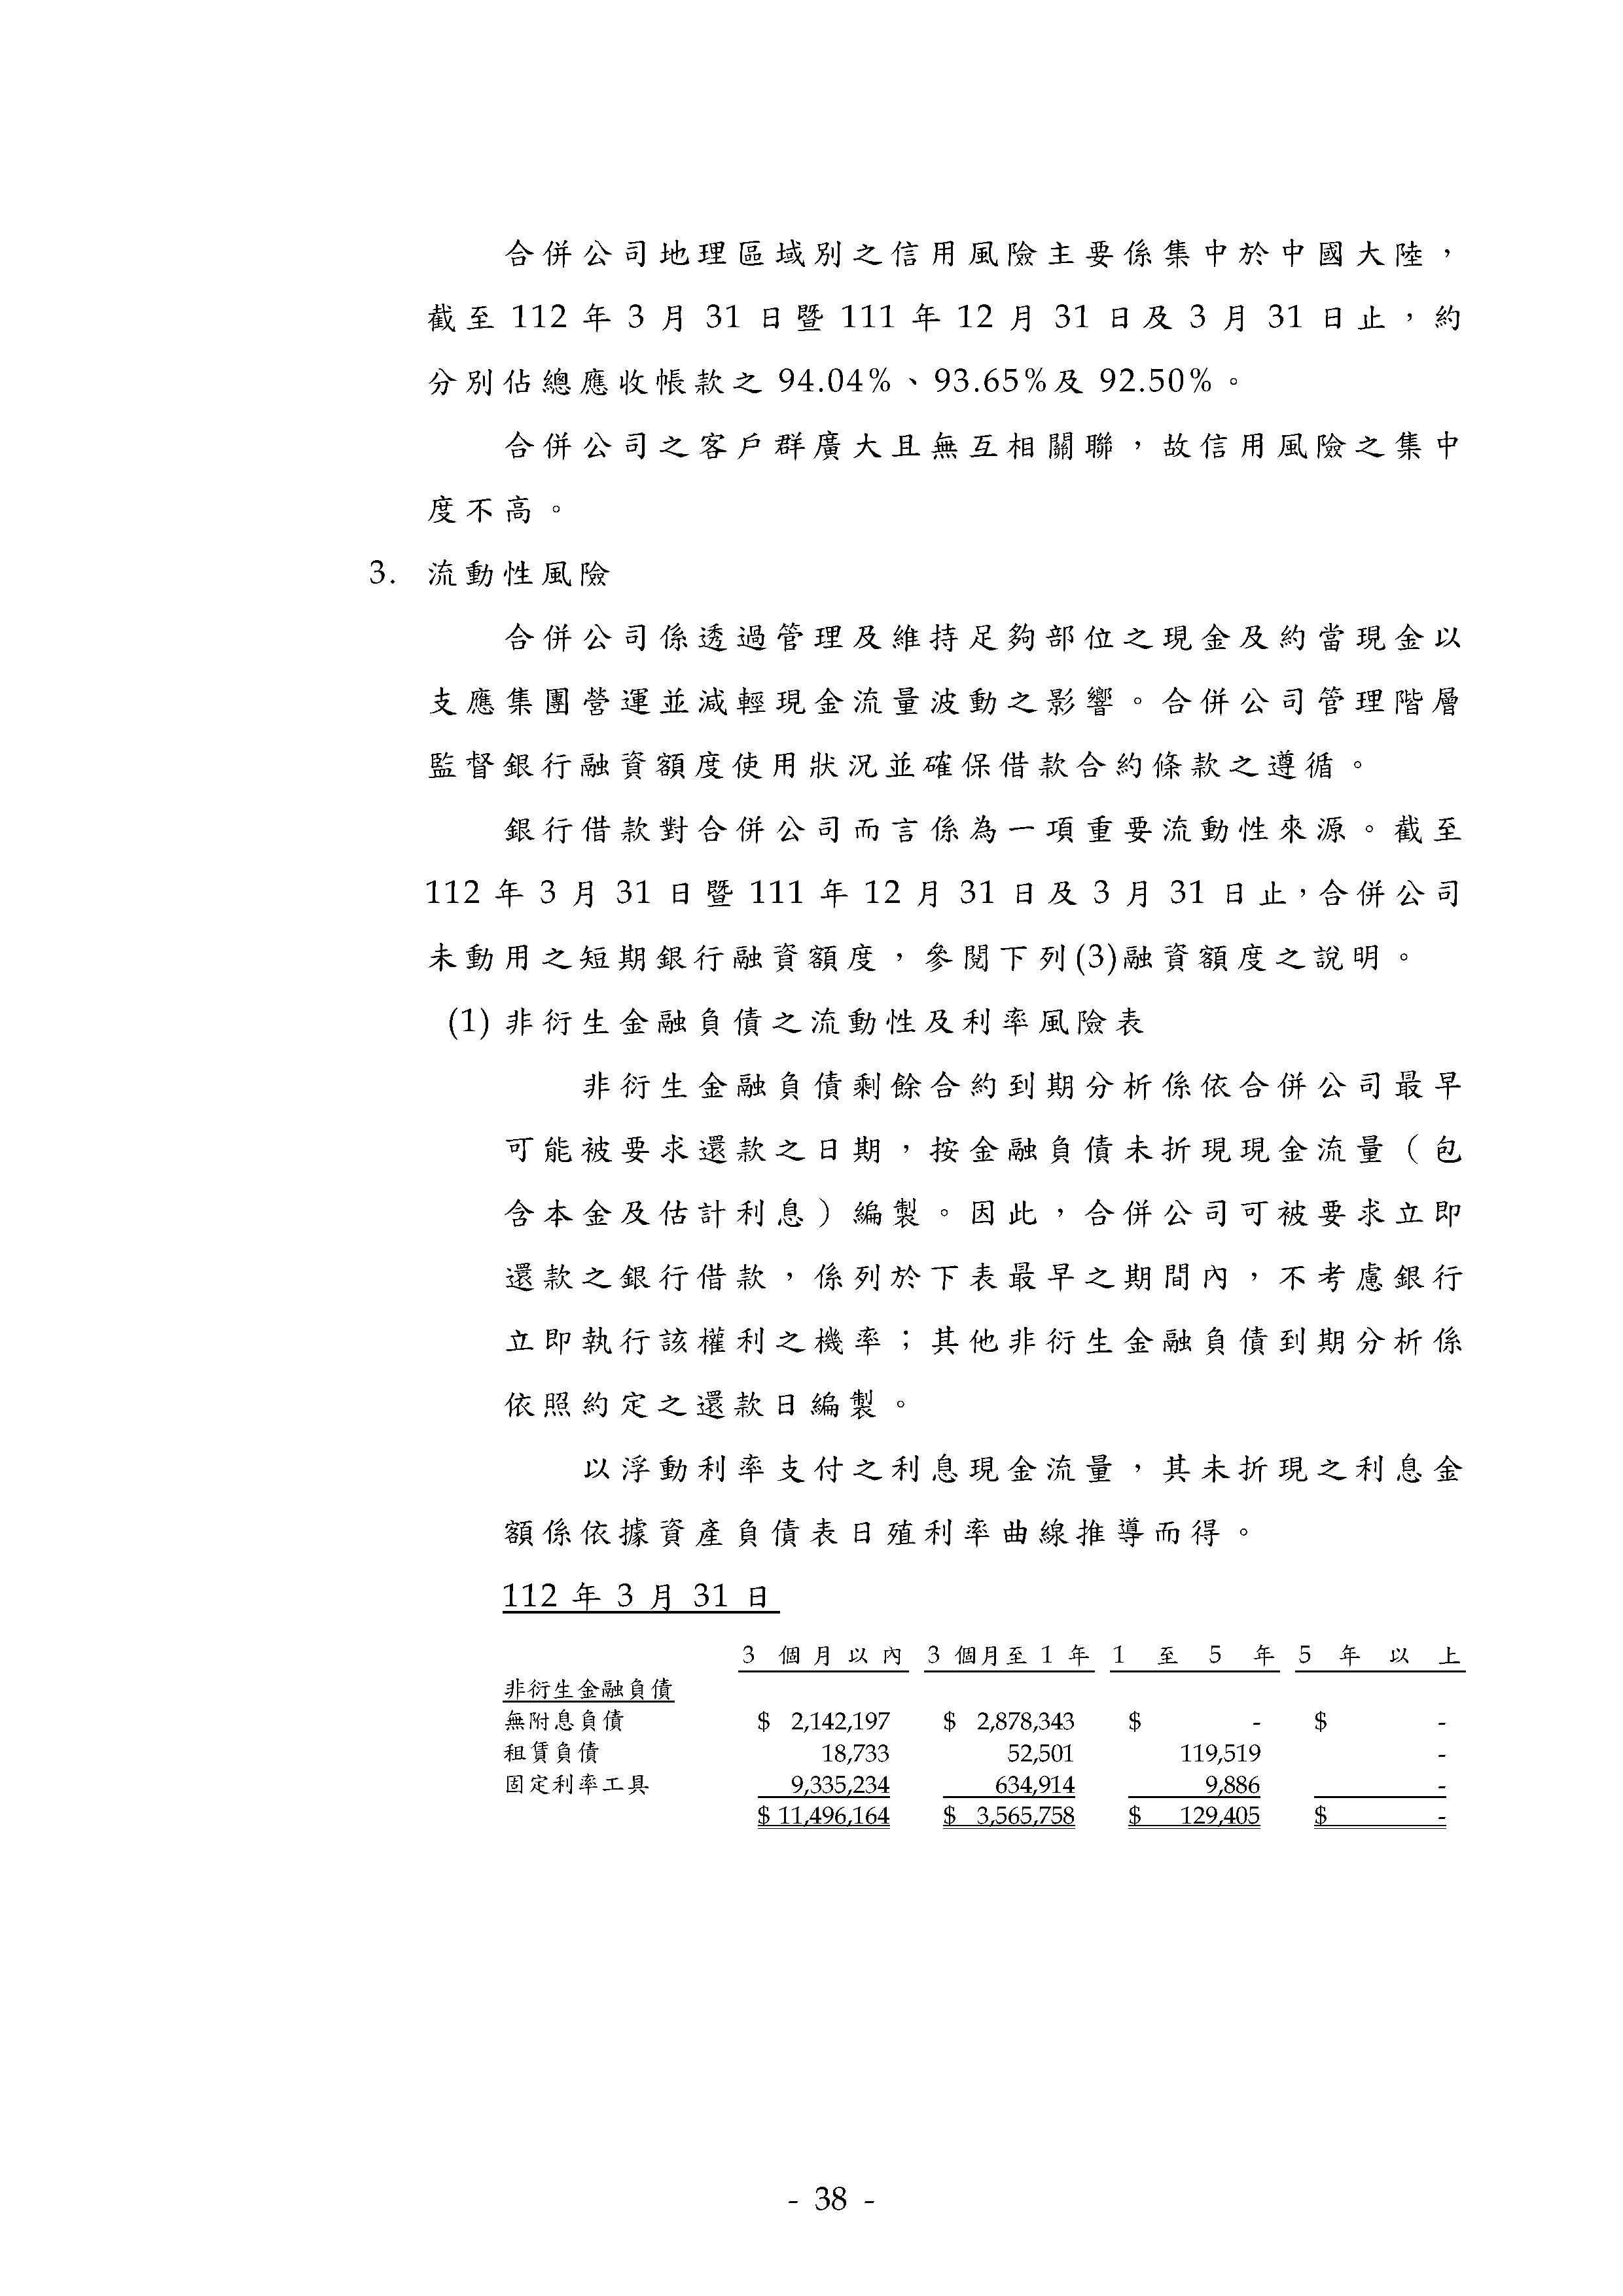 合併公司地理區域別之信用風險主要係集中於中國大陸，
截至 112 年 3 月 31 日暨 111 年 12 月 31 日及 3 月 31 日止，約
分別佔總應收帳款之 94.04%、93.65%及 92.50%。
合併公司之客戶群廣大且無互相關聯，故信用風險之集中
度不高。
3. 流動性風險
合併公司係透過管理及維持足夠部位之現金及約當現金以
支應集團營運並減輕現金流量波動之影響。合併公司管理階層
監督銀行融資額度使用狀況並確保借款合約條款之遵循。
銀行借款對合併公司而言係為一項重要流動性來源。截至
112 年 3 月 31 日暨 111 年 12 月 31 日及 3 月 31 日止，合併公司
未動用之短期銀行融資額度，參閱下列(3)融資額度之說明。
(1) 非衍生金融負債之流動性及利率風險表
非衍生金融負債剩餘合約到期分析係依合併公司最早
可能被要求還款之日期，按金融負債未折現現金流量（包
含本金及估計利息）編製。因此，合併公司可被要求立即
還款之銀行借款，係列於下表最早之期間內，不考慮銀行
立即執行該權利之機率；其他非衍生金融負債到期分析係
依照約定之還款日編製。
以浮動利率支付之利息現金流量，其未折現之利息金
額係依據資產負債表日殖利率曲線推導而得。
112 年 3 月 31 日
3 個月以內 3 個月至 1 年 1 至 5 年 5 年以上
非衍生金融負債
無附息負債 $ 2,142,197 $ 2,878,343 $ - $ -
租賃負債 18,733 52,501 119,519 -
固定利率工具 9,335,234 634,914 9,886 -
$ 11,496,164 $ 3,565,758 $ 129,405 $ -
- 38 -